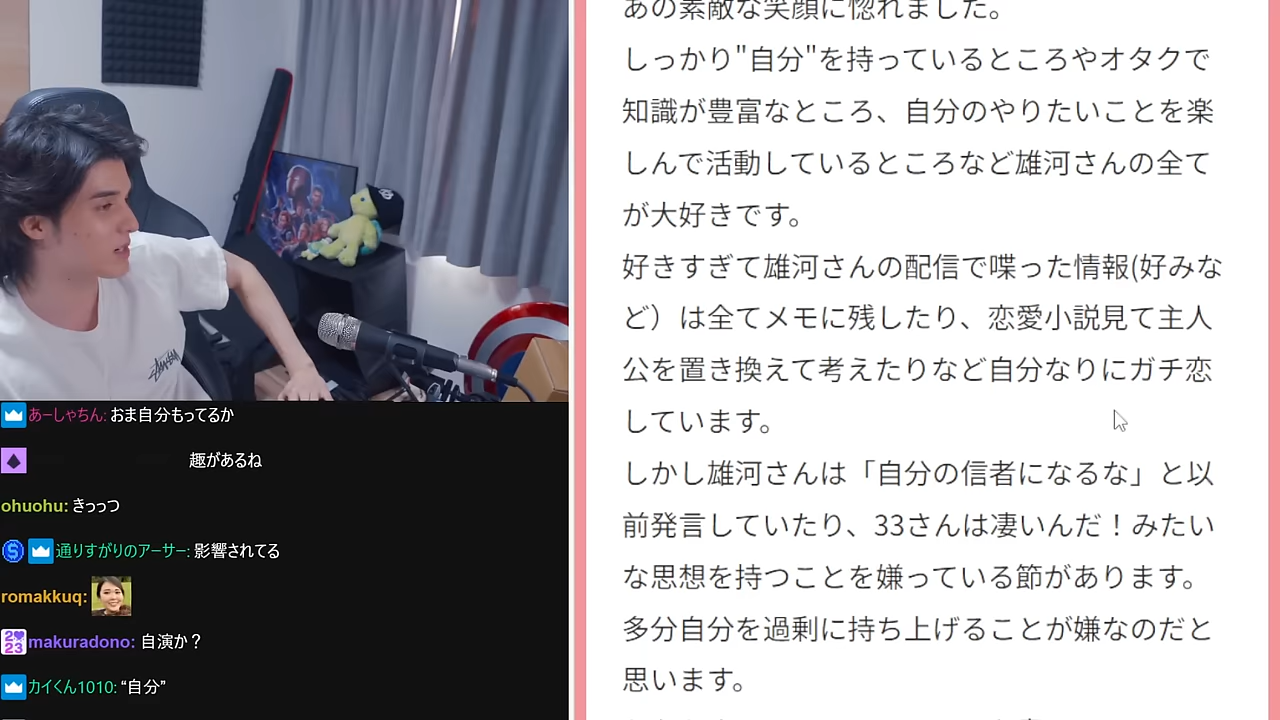 あの素敵な笑顔に惚れました。
しっかり"自分"を持っているところやオタクで
知識が豊富なところ、自分のやりたいことを楽
しんで活動しているところなど雄河さんの全て
が大好きです。
好きすぎて雄河さんの配信で喋った情報(好みな
ど）は全てメモに残したり、恋愛小説見て主人
公を置き換えて考えたりなど自分なりにガチ恋
しています。
しかし雄河さんは「自分の信者になるな」と以
前発言していたり、33さんは凄いんだ！みたい
な思想を持つことを嫌っている節があります。
多分自分を過剰に持ち上げることが嫌なのだと
思います。
あーしゃちん: おま自分もってるか
趣があるね
ohuohu: きっっつ
通りすがりのアーサー: 影響されてる
romakkuq:
makuradono: 自演か？
カイくん1010: “自分”